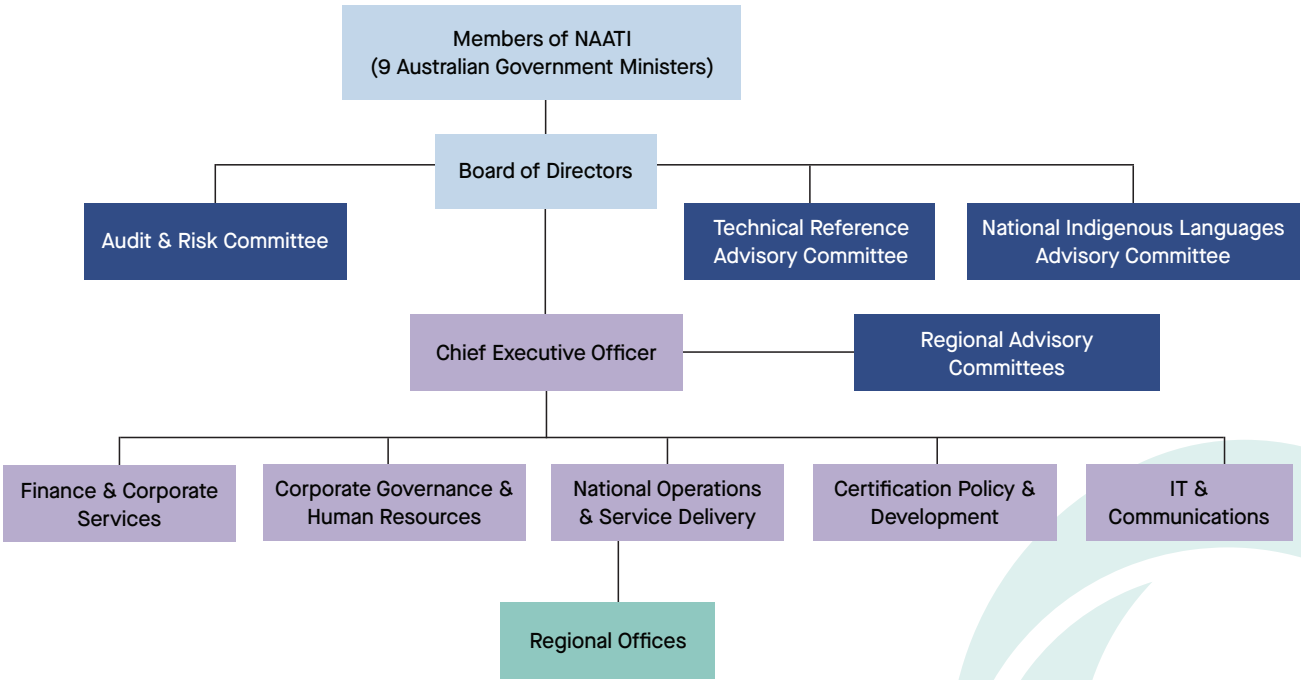 Members of NAATI
(9 Australian Government Ministers)
Board of Directors
Audit & Risk Committee
Technical Reference
Advisory Committee
National Indigenous Languages
Advisory Committee
Chief Executive Officer
Regional Advisory
Committees
Finance & Corporate
Services
Corporate Governance &
Human Resources
National Operations
& Service Delivery
Certification Policy &
Development
IT &
Communications
Regional Offices